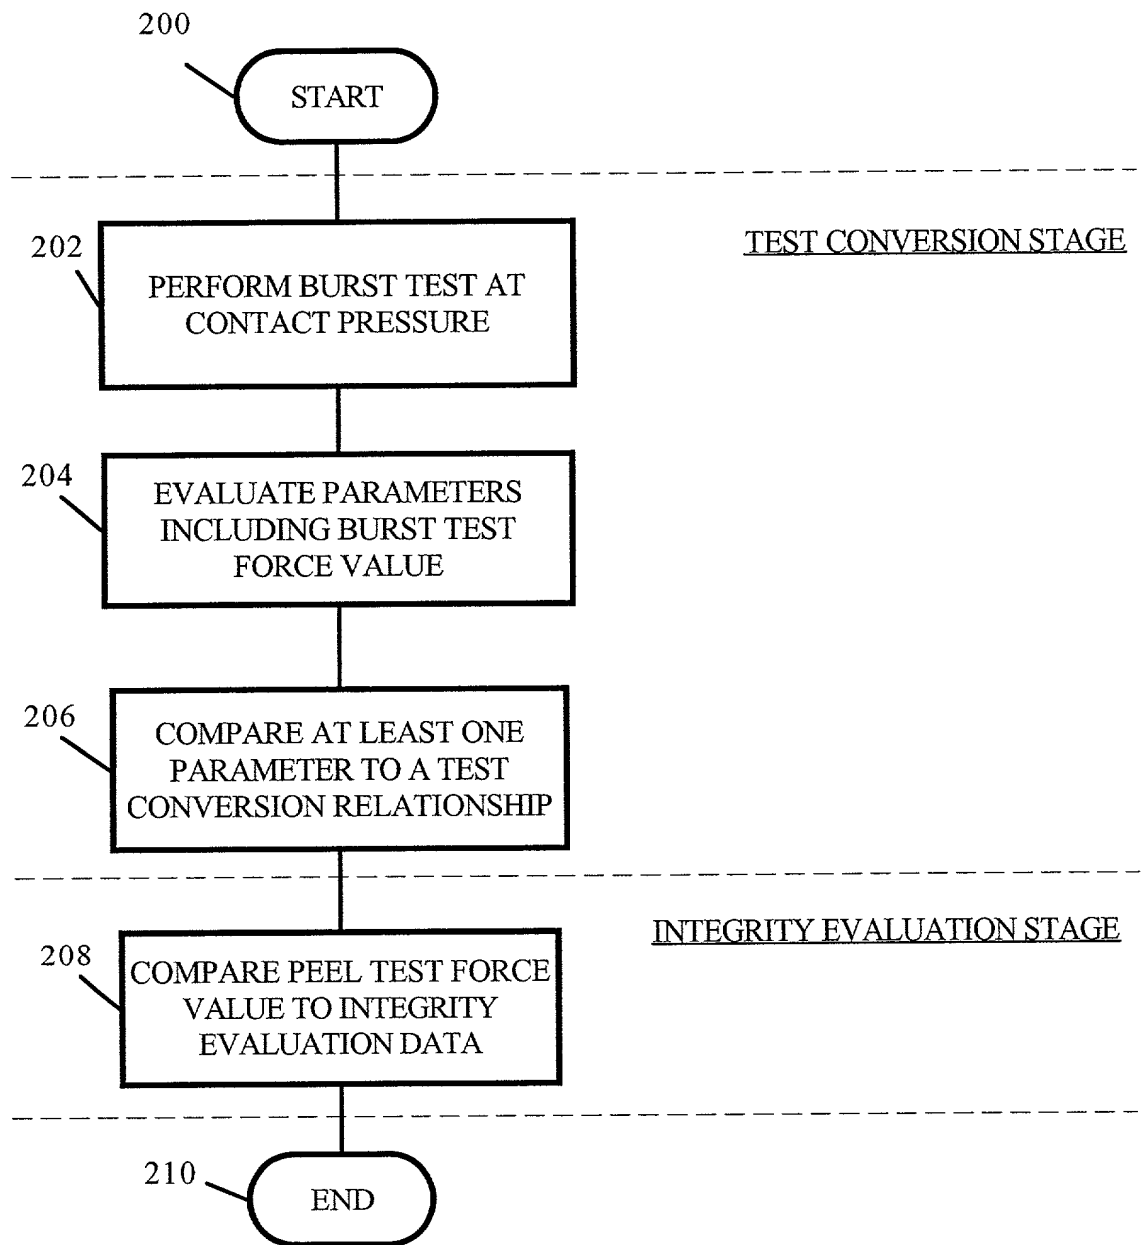 200
START
202
TEST CONVERSION STAGE
PERFORM BURST TEST AT
CONTACT PRESSURE
204
EVALUATE PARAMETERS
INCLUDING BURST TEST
FORCE VALUE
206
COMPARE AT LEAST ONE
PARAMETER TO A TEST
CONVERSION RELATIONSHIP
INTEGRITY EVALUATION STAGE
208
COMPARE PEEL TEST FORCE
VALUE TO INTEGRITY
EVALUATION DATA
210
END